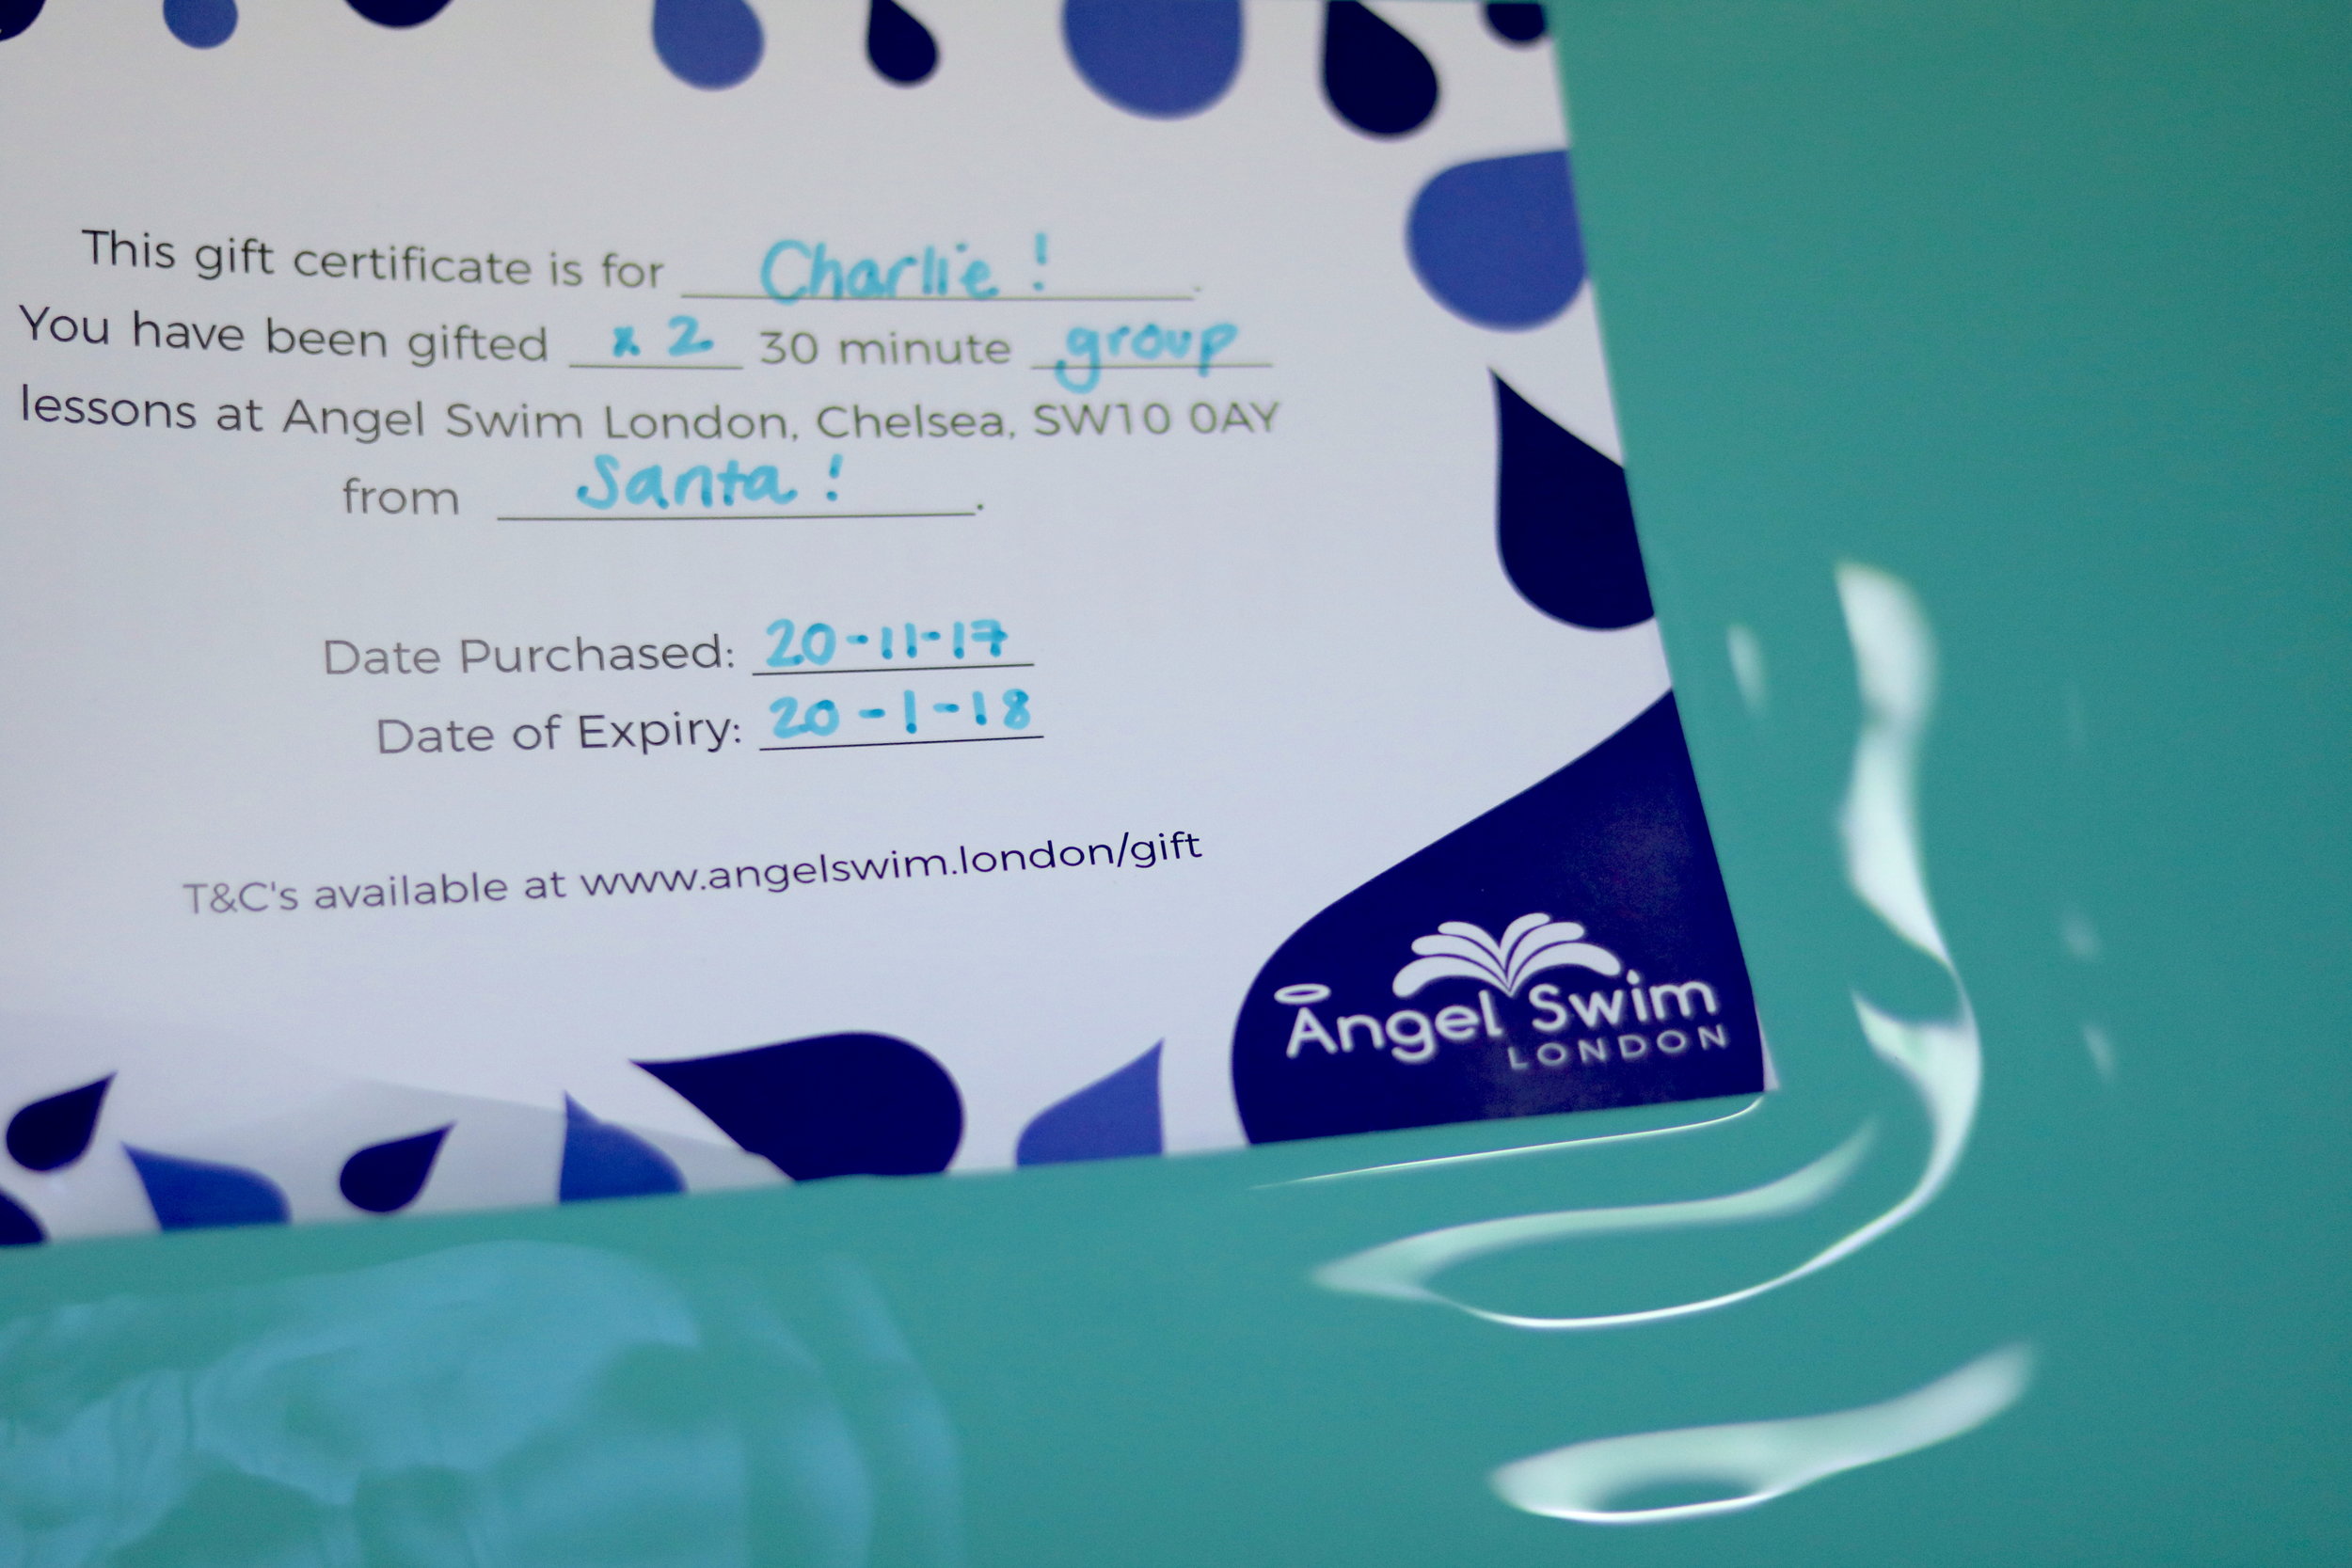 This gift certificate is for Charlie!.
You have been gifted x 2 30 minute group
lessons at Angel Swim London, Chelsea, SW10 0AY
from Santa!.
Date Purchased: 20-11-17
Date of Expiry: 20-1-18
T&C's available at www.angelswim.london/gift
Angel Swim
LONDON